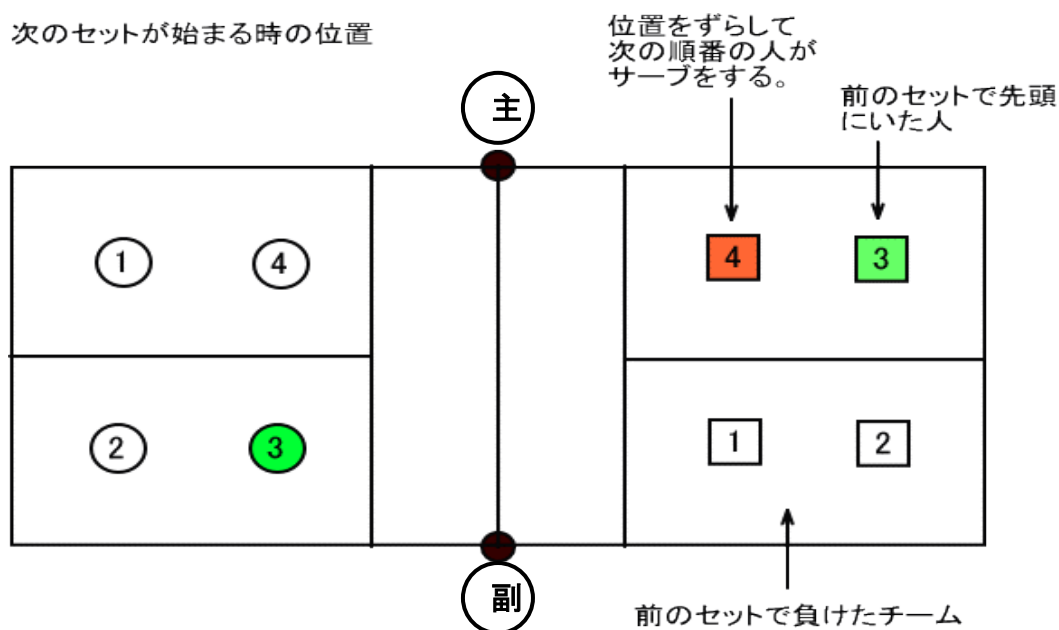 次のセットが始まる時の位置
位置をずらして
次の順番の人が
サーブをする。
前のセットで先頭
にいた人
主
1
4
4
3
2
3
1
2
副
前のセットで負けたチーム